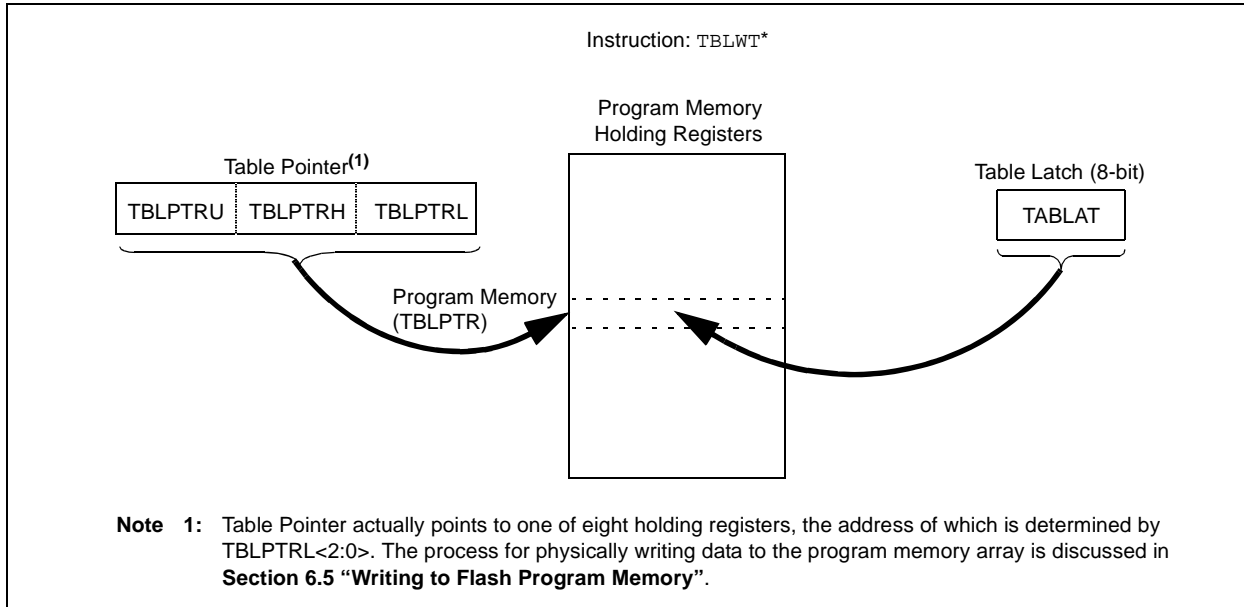 Instruction: TBLWT*
Program Memory
Holding Registers
Table Pointer(1)
Table Latch (8-bit)
TBLPTRU TBLPTRH TBLPTRL
TABLAT
Program Memory
(TBLPTR)
Note 1: Table Pointer actually points to one of eight holding registers, the address of which is determined by
TBLPTRL<2:0>. The process for physically writing data to the program memory array is discussed in
Section 6.5 “Writing to Flash Program Memory”.